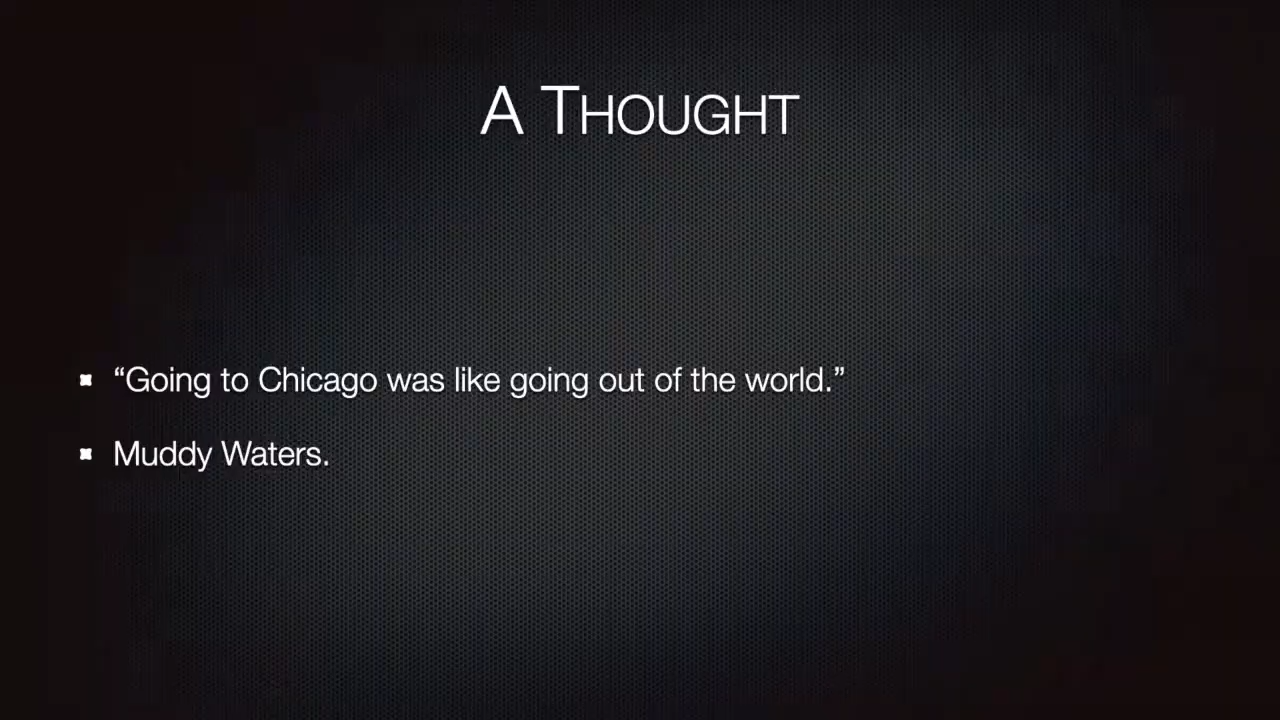 A THOUGHT
“Going to Chicago was like going out of the world.”
Muddy Waters.